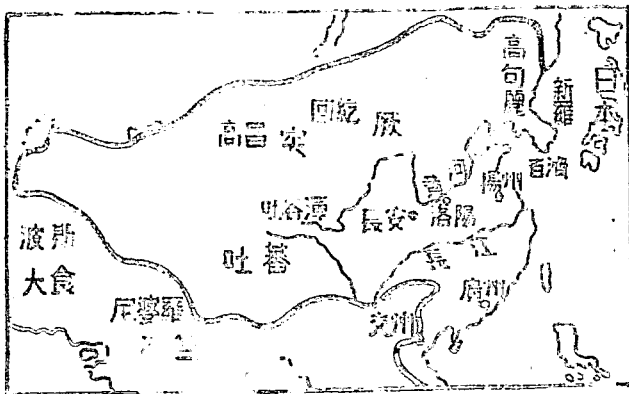 日本
高句麗
新羅
百濟
回紇
突厥
高昌
吐谷渾
吐蕃
長安
洛陽
黄河
揚州
長江
廣州
交州
波斯
大食
尼婆羅